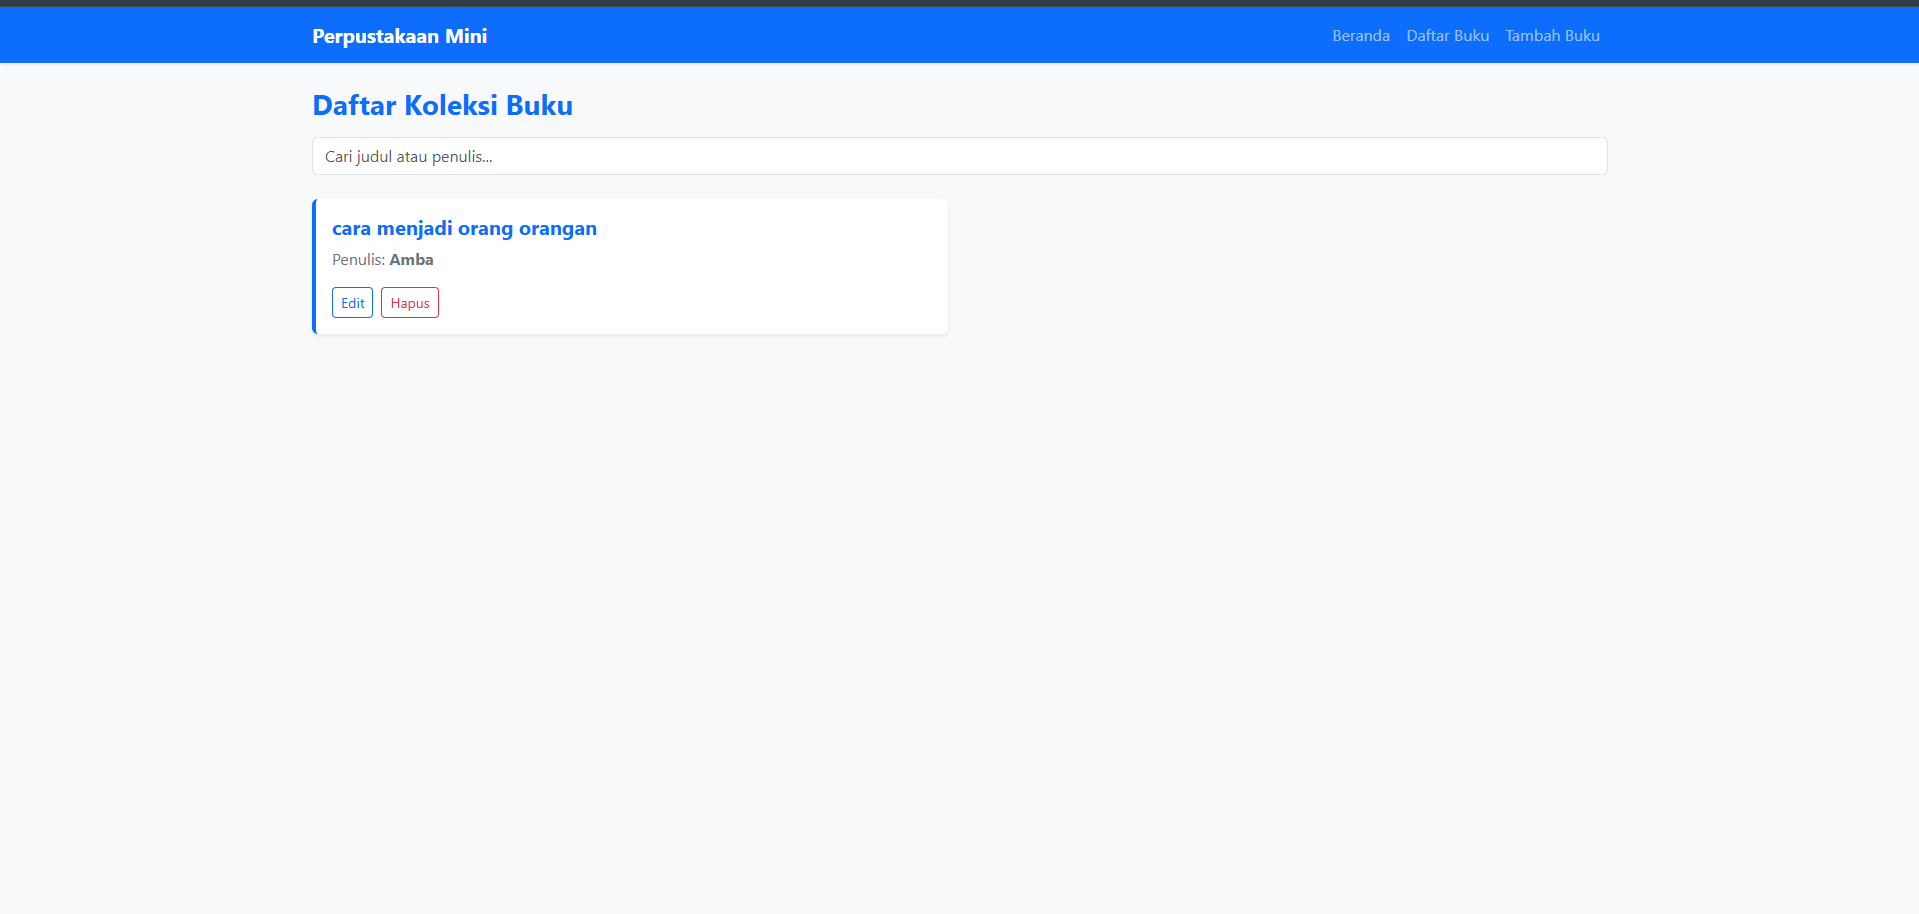 Perpustakaan Mini
Beranda Daftar Buku Tambah Buku
Daftar Koleksi Buku
Cari judul atau penulis...
cara menjadi orang orangan
Penulis: Amba
Edit Hapus